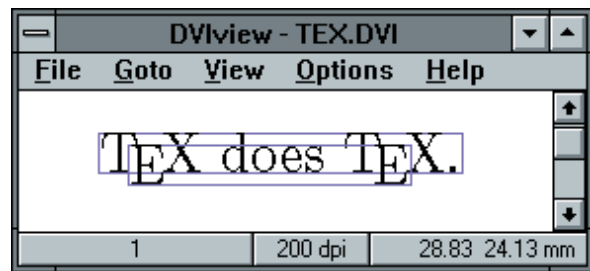 DVIview - TEX.DVI
File Goto View Options Help
TEX does TEX.
1 200 dpi 28.83 24.13 mm